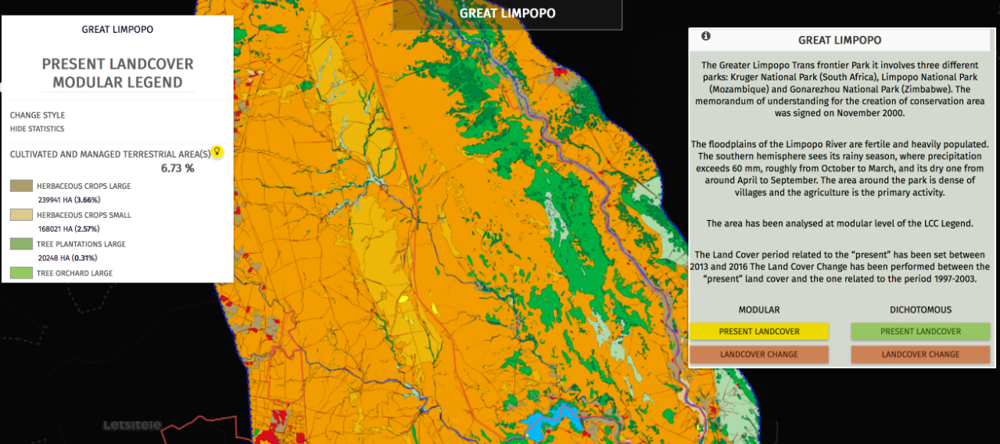 GREAT LIMPOPO
GREAT LIMPOPO
PRESENT LANDCOVER
MODULAR LEGEND
CHANGE STYLE
HIDE STATISTICS
CULTIVATED AND MANAGED TERRESTRIAL AREA(S)
6.73 %
HERBACEOUS CROPS LARGE
239941 HA (3.66%)
HERBACEOUS CROPS SMALL
168021 HA (2.57%)
TREE PLANTATIONS LARGE
20248 HA (0.31%)
TREE ORCHARD LARGE
Letsitele
GREAT LIMPOPO
The Greater Limpopo Trans frontier Park it involves three different
parks: Kruger National Park (South Africa), Limpopo National Park
(Mozambique) and Gonarezhou National Park (Zimbabwe). The
memorandum of understanding for the creation of conservation area
was signed on November 2000.
The floodplains of the Limpopo River are fertile and heavily populated.
The southern hemisphere sees its rainy season, where precipitation
exceeds 60 mm, roughly from October to March, and its dry one from
around April to September. The area around the park is dense of
villages and the agriculture is the primary activity.
The area has been analysed at modular level of the LCC Legend.
The Land Cover period related to the “present” has been set between
2013 and 2016 The Land Cover Change has been performed between the
“present” land cover and the one related to the period 1997-2003.
MODULAR
DICHOTOMOUS
PRESENT LANDCOVER
PRESENT LANDCOVER
LANDCOVER CHANGE
LANDCOVER CHANGE